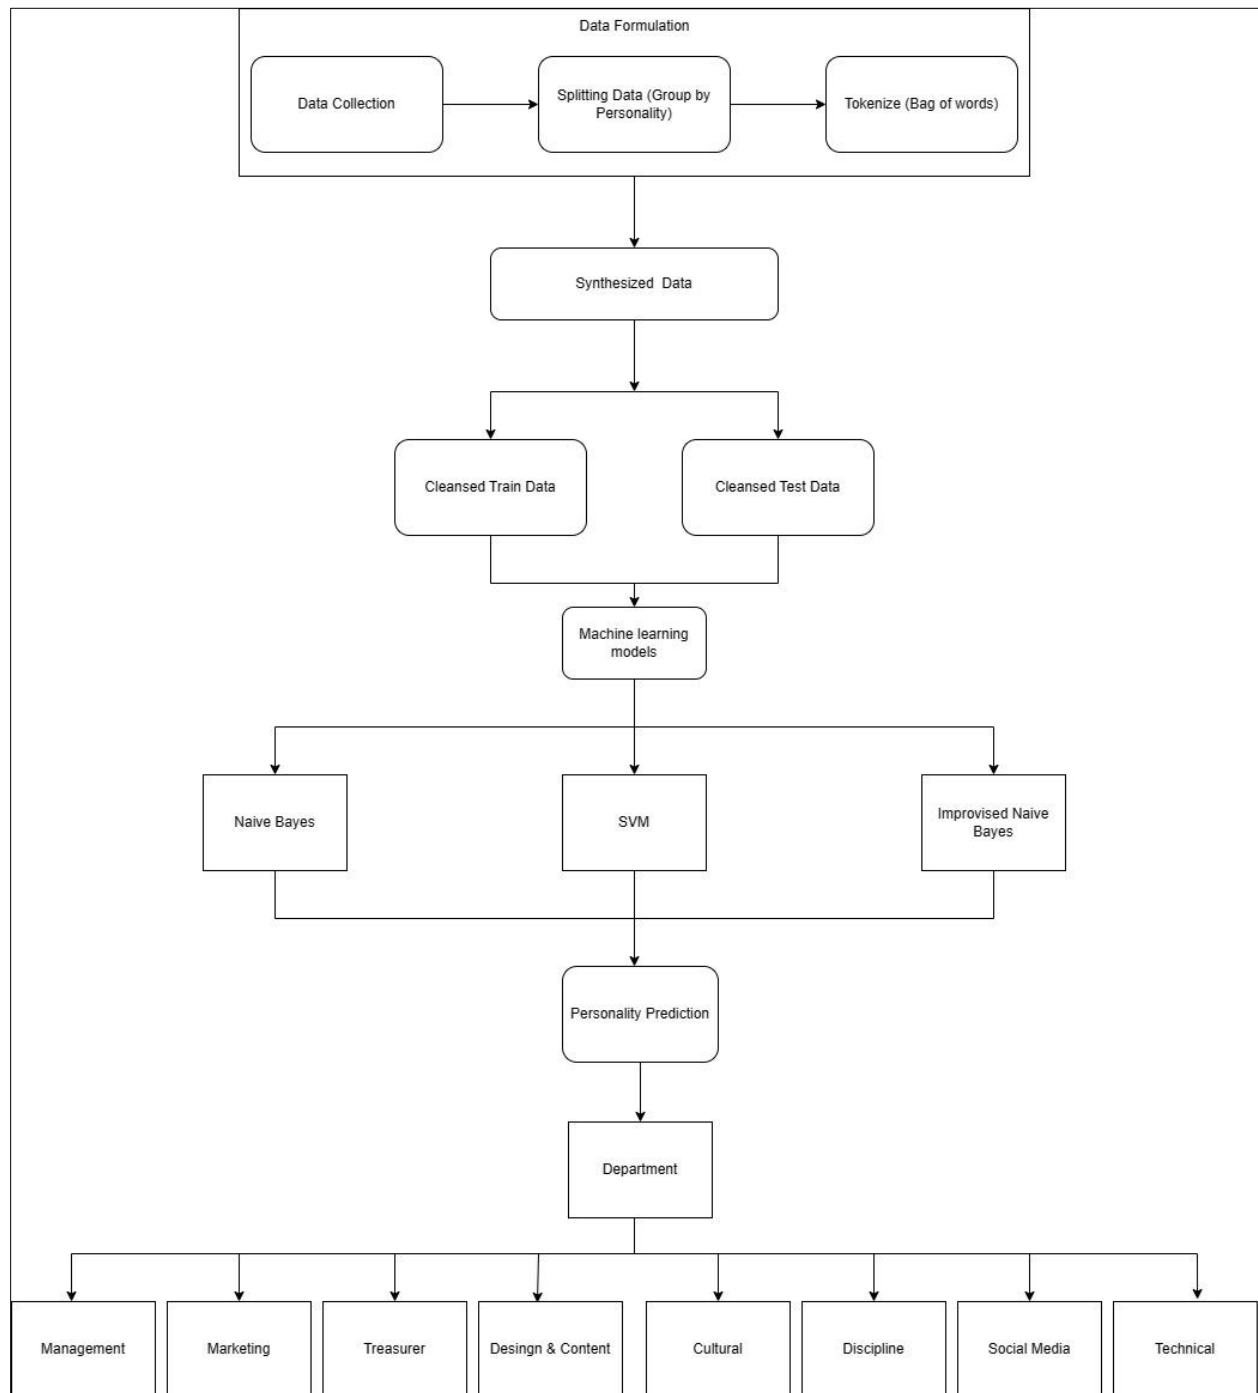 Data Formulation
Data Collection
Splitting Data (Group by
Personality)
Tokenize (Bag of words)
Synthesized Data
Cleansed Train Data
Cleansed Test Data
Machine learning
models
Naive Bayes
SVM
Improvised Naive
Bayes
Personality Prediction
Department
Management
Marketing
Treasurer
Desingn & Content
Cultural
Discipline
Social Media
Technical